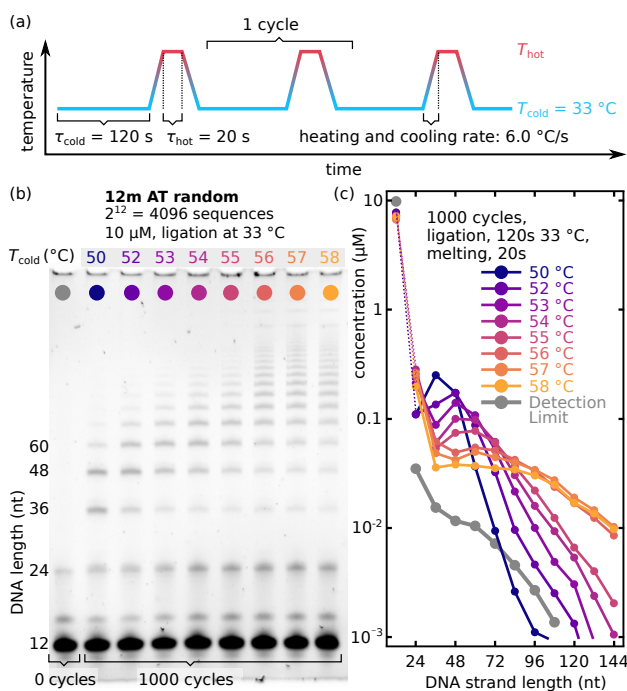 (a)
1 cycle
temperature
T_hot
T_cold = 33 °C
τ_cold = 120 s
τ_hot = 20 s
heating and cooling rate: 6.0 °C/s
time
(b)
12m AT random
2^12 = 4096 sequences
10 μM, ligation at 33 °C
T_cold (°C) 50 52 53 54 55 56 57 58
DNA length (nt)
60
48
36
24
12
0 cycles
1000 cycles
(c)
concentration (μM)
10
1
0.1
10^-2
10^-3
1000 cycles,
ligation, 120s 33 °C,
melting, 20s
50 °C
52 °C
53 °C
54 °C
55 °C
56 °C
57 °C
58 °C
Detection
Limit
24 48 72 96 120 144
DNA strand length (nt)